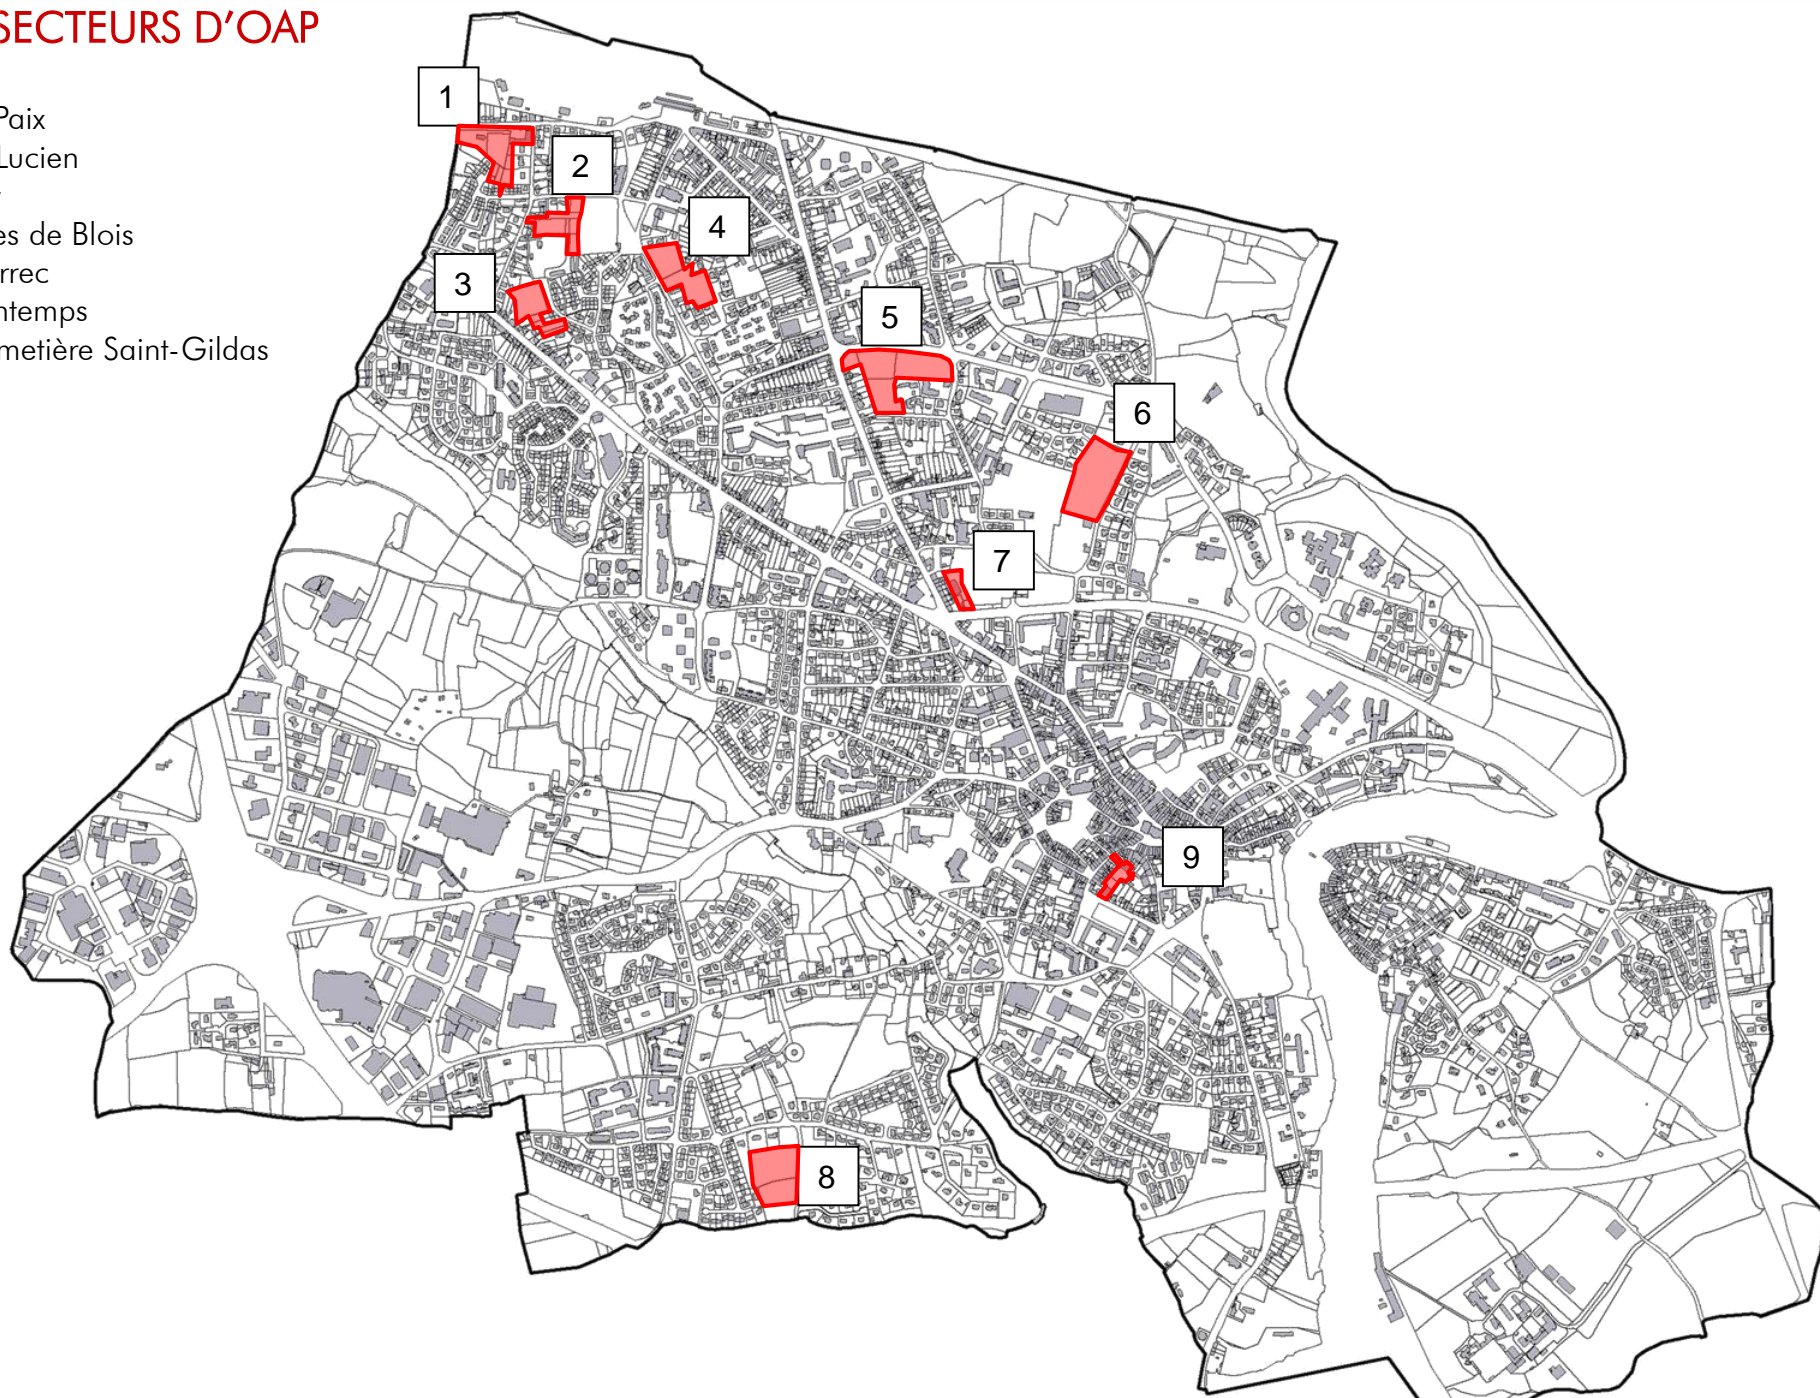 SECTEURS D'OAP
Paix
Lucien
es de Blois
rrec
ntemps
metière Saint-Gildas
1
2
4
3
5
6
7
9
8